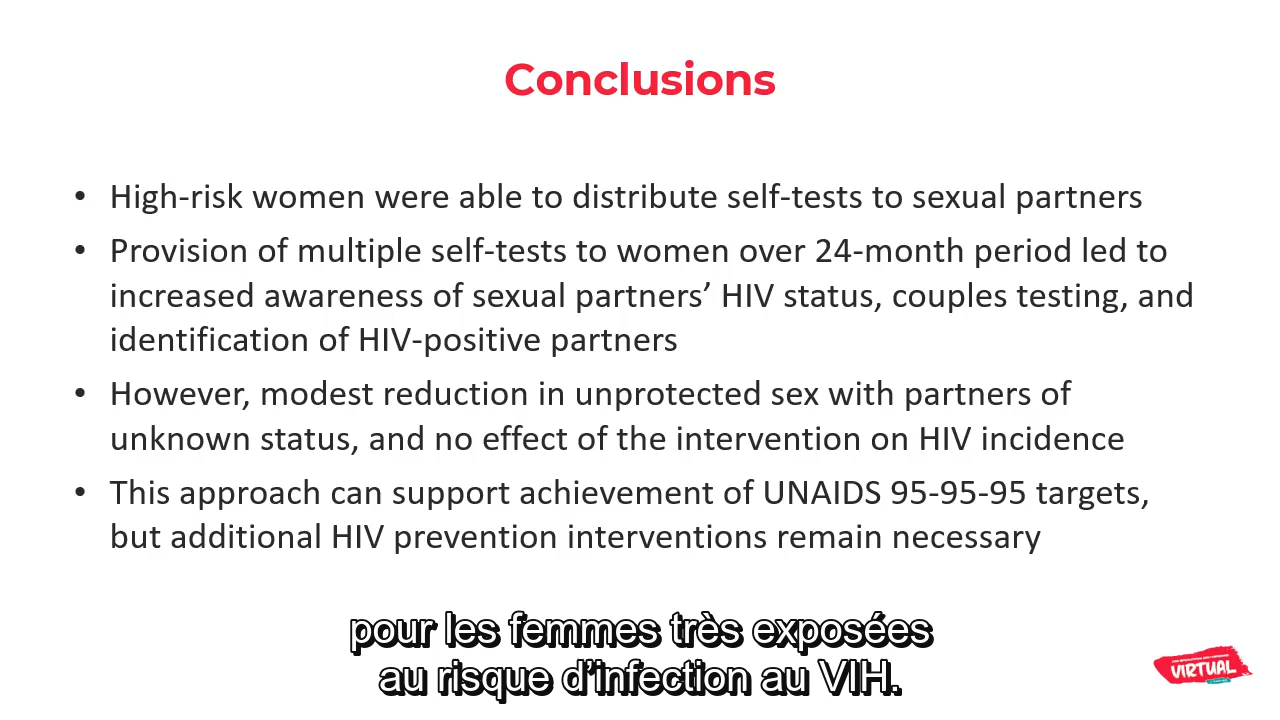 Conclusions
• High-risk women were able to distribute self-tests to sexual partners
• Provision of multiple self-tests to women over 24-month period led to
increased awareness of sexual partners’ HIV status, couples testing, and
identification of HIV-positive partners
• However, modest reduction in unprotected sex with partners of
unknown status, and no effect of the intervention on HIV incidence
• This approach can support achievement of UNAIDS 95-95-95 targets,
but additional HIV prevention interventions remain necessary
pour les femmes très exposées
au risque d’infection au VIH.
VIRTUAL